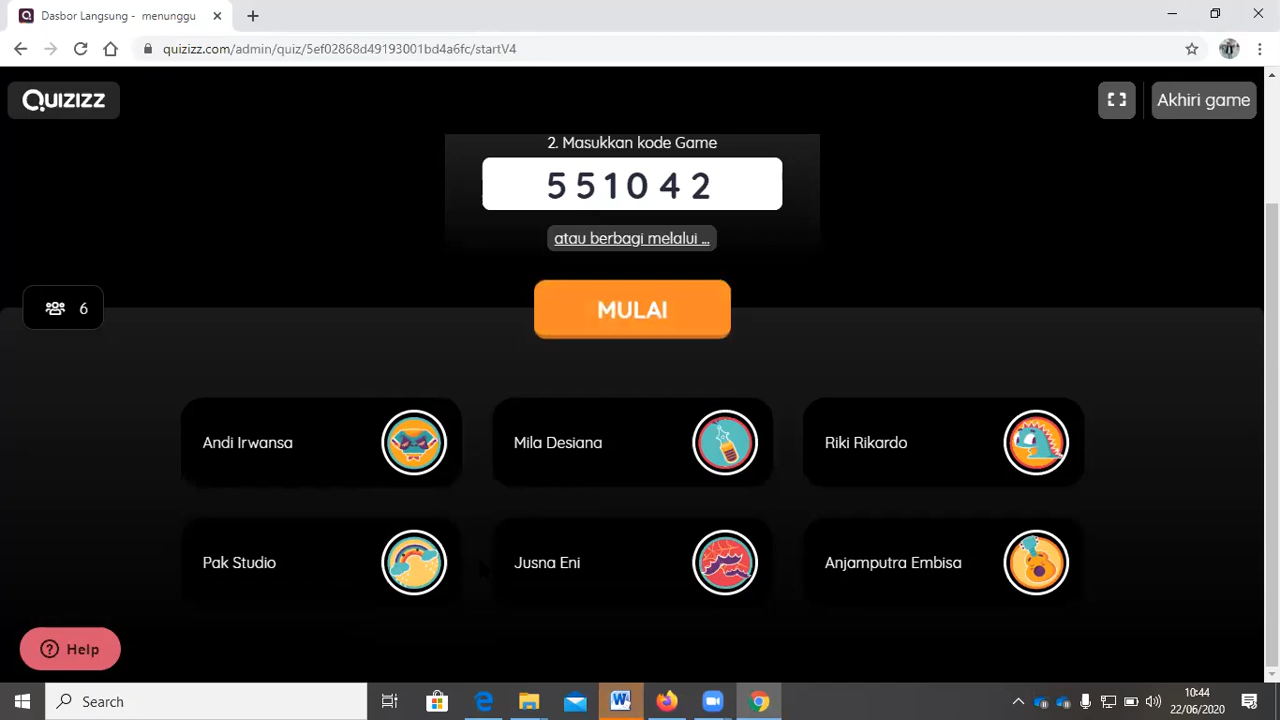 Dasbor Langsung - menunggu
quizizz.com/admin/quiz/5ef02868d49193001bd4a6fc/startV4
QUIZIZZ
Akhiri game
2. Masukkan kode Game
551042
atau berbagi melalui ...
6
MULAI
Andi Irwansa
Mila Desiana
Riki Rikardo
Pak Studio
Jusna Eni
Anjamputra Embisa
Help
Search
10:44
22/06/2020